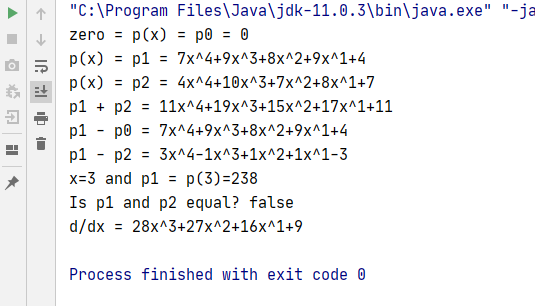 "C:\Program Files\Java\jdk-11.0.3\bin\java.exe" "-ja
zero = p(x) = p0 = 0
p(x) = p1 = 7x^4+9x^3+8x^2+9x^1+4
p(x) = p2 = 4x^4+10x^3+7x^2+8x^1+7
p1 + p2 = 11x^4+19x^3+15x^2+17x^1+11
p1 - p0 = 7x^4+9x^3+8x^2+9x^1+4
p1 - p2 = 3x^4-1x^3+1x^2+1x^1-3
x=3 and p1 = p(3)=238
Is p1 and p2 equal? false
d/dx = 28x^3+27x^2+16x^1+9
Process finished with exit code 0